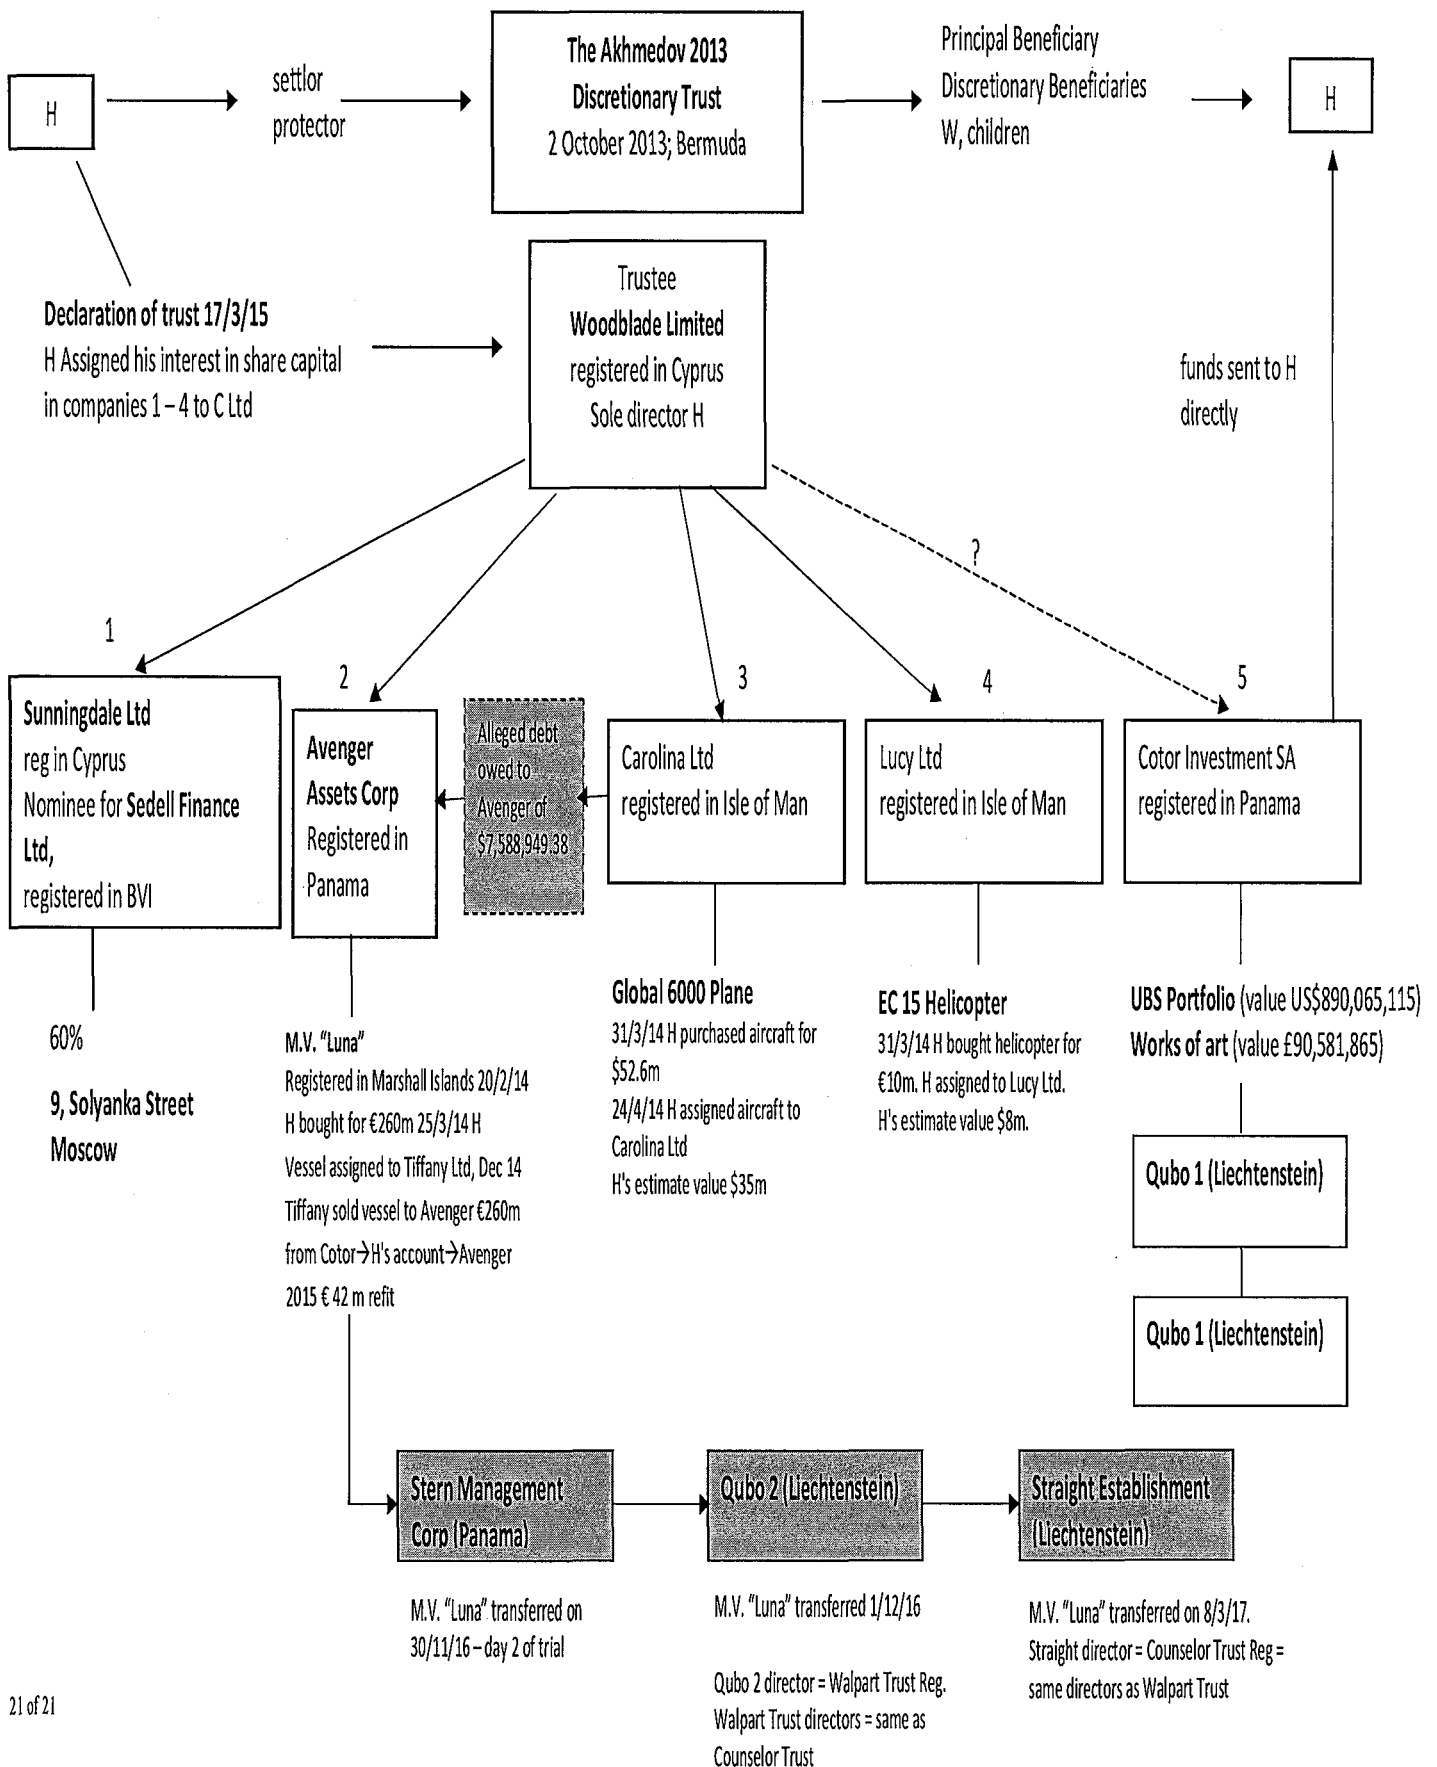 H
settlor
protector
The Akhmedov 2013
Discretionary Trust
2 October 2013; Bermuda
Principal Beneficiary
Discretionary Beneficiaries
W, children
H
Declaration of trust 17/3/15
H Assigned his interest in share capital
in companies 1 – 4 to C Ltd
Trustee
Woodblade Limited
registered in Cyprus
Sole director H
funds sent to H
directly
?
1
2
3
4
5
Sunningdale Ltd
reg in Cyprus
Nominee for Sedell Finance
Ltd,
registered in BVI
Avenger
Assets Corp
Registered in
Panama
Alleged debt
owed to
Avenger of
$7,588,949.38
Carolina Ltd
registered in Isle of Man
Lucy Ltd
registered in Isle of Man
Cotor Investment SA
registered in Panama
60%
9, Solyanka Street
Moscow
M.V. “Luna”
Registered in Marshall Islands 20/2/14
H bought for €260m 25/3/14 H
Vessel assigned to Tiffany Ltd, Dec 14
Tiffany sold vessel to Avenger €260m
from Cotor→H's account→Avenger
2015 € 42 m refit
Global 6000 Plane
31/3/14 H purchased aircraft for
$52.6m
24/4/14 H assigned aircraft to
Carolina Ltd
H's estimate value $35m
EC 15 Helicopter
31/3/14 H bought helicopter for
€10m. H assigned to Lucy Ltd.
H's estimate value $8m.
UBS Portfolio (value US$890,065,115)
Works of art (value £90,581,865)
Qubo 1 (Liechtenstein)
Qubo 1 (Liechtenstein)
Stern Management
Corp (Panama)
Qubo 2 (Liechtenstein)
Straight Establishment
(Liechtenstein)
M.V. “Luna” transferred on
30/11/16 – day 2 of trial
M.V. “Luna” transferred 1/12/16
Qubo 2 director = Walpart Trust Reg.
Walpart Trust directors = same as
Counselor Trust
M.V. “Luna” transferred on 8/3/17.
Straight director = Counselor Trust Reg =
same directors as Walpart Trust
21 of 21